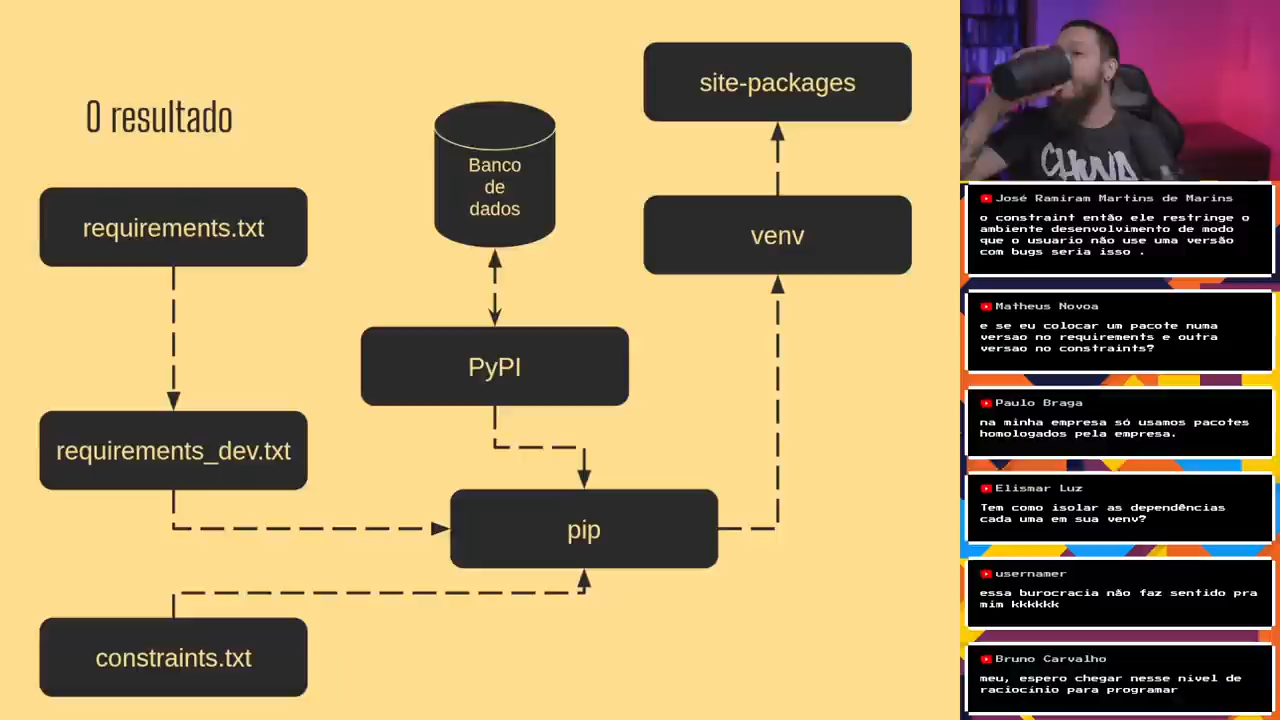 O resultado
requirements.txt
requirements_dev.txt
constraints.txt
Banco
de
dados
PyPI
pip
site-packages
venv
CHUVA
José Ramiram Martins de Marins
o constraint então ele restringe o
ambiente desenvolvimento de modo
que o usuario não use uma versão
com bugs seria isso .
Matheus Novoa
e se eu colocar um pacote numa
versao no requirements e outra
versao no constraints?
Paulo Braga
na minha empresa só usamos pacotes
homologados pela empresa.
Elismar Luz
Tem como isolar as dependências
cada uma em sua venv?
usernamer
essa burocracia não faz sentido pra
mim kkkkkk
Bruno Carvalho
meu, espero chegar nesse nivel de
raciocinio para programar